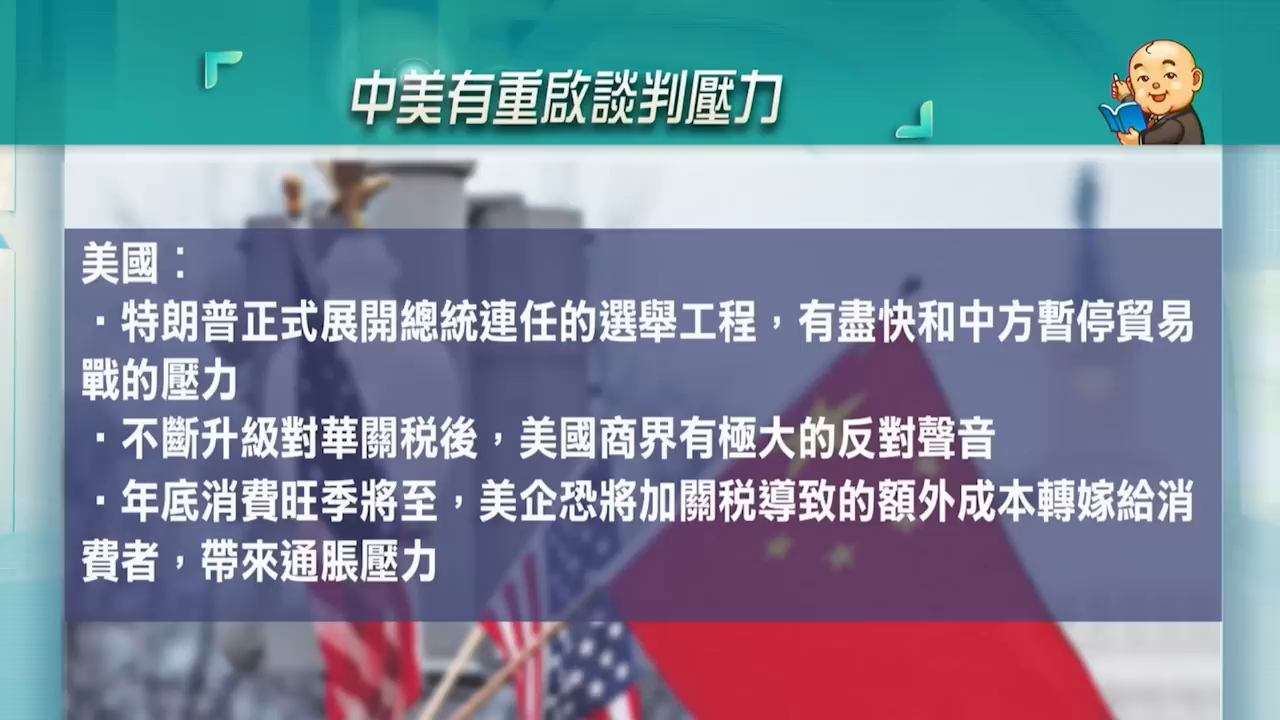 中美有重啟談判壓力
美國：
．特朗普正式展開總統連任的選舉工程，有盡快和中方暫停貿易
戰的壓力
．不斷升級對華關税後，美國商界有極大的反對聲音
．年底消費旺季將至，美企恐將加關税導致的額外成本轉嫁給消
費者，帶來通脹壓力